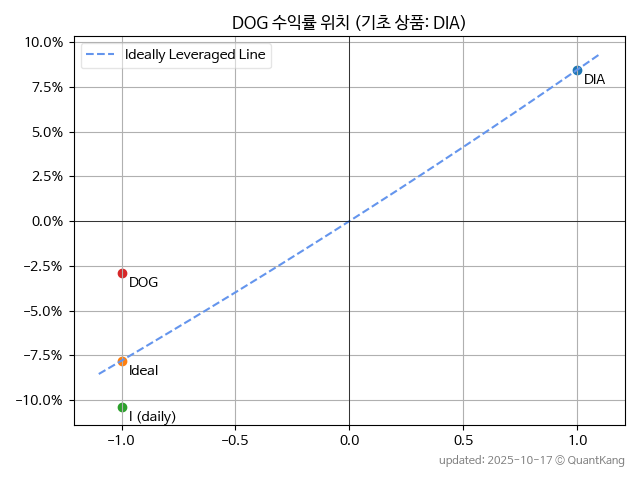 DOG 수익률 위치 (기초 상품: DIA)
10.0%
Ideally Leveraged Line
7.5%
DIA
5.0%
2.5%
0.0%
−2.5%
DOG
−5.0%
−7.5%
Ideal
−10.0%
I (daily)
−1.0 −0.5 0.0 0.5 1.0
updated: 2025-10-17 © QuantKang